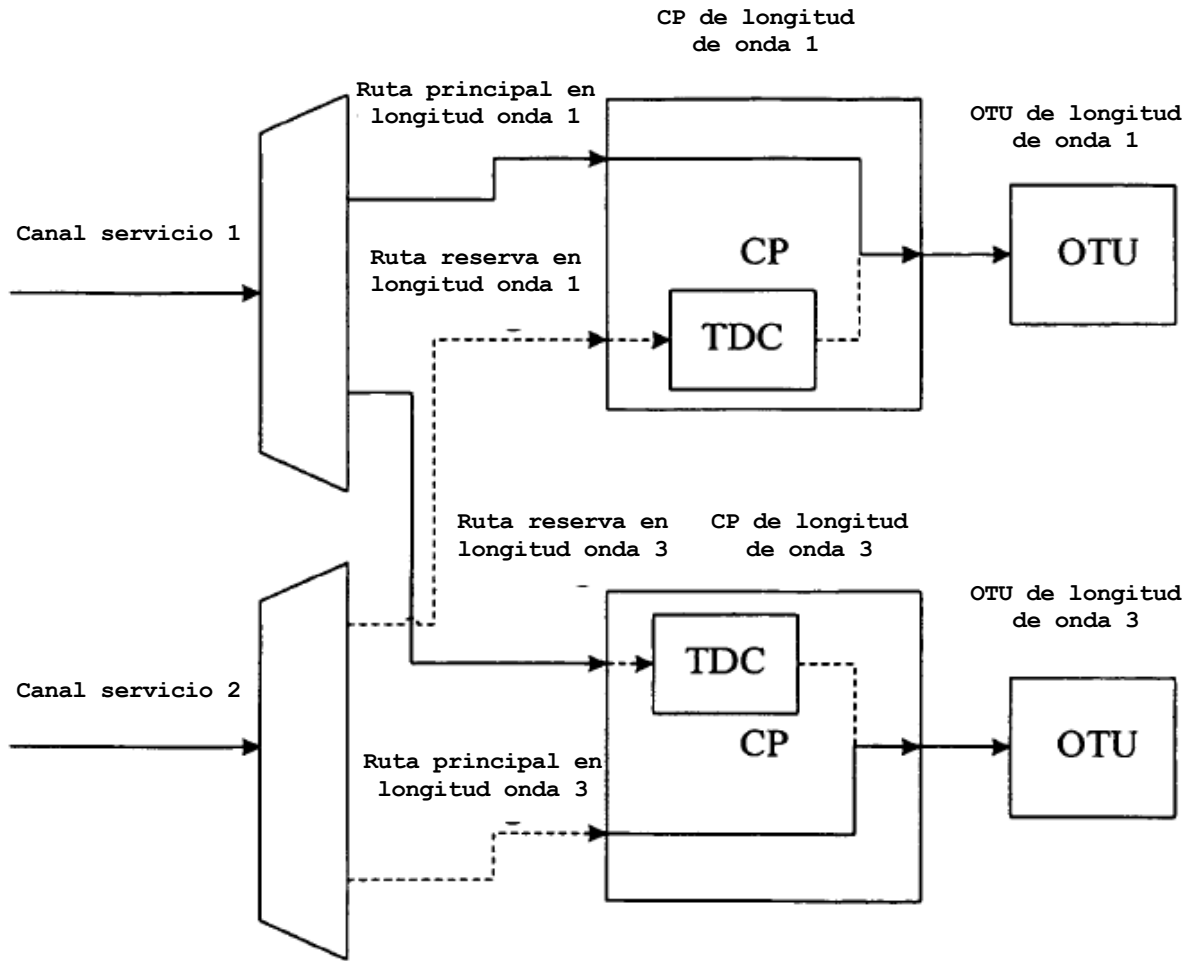 CP de longitud
de onda 1
Ruta principal en
longitud onda 1
OTU de longitud
de onda 1
Canal servicio 1
Ruta reserva en
longitud onda 1
CP
OTU
TDC
Ruta reserva en
longitud onda 3
CP de longitud
de onda 3
OTU de longitud
de onda 3
TDC
Canal servicio 2
CP
OTU
Ruta principal en
longitud onda 3